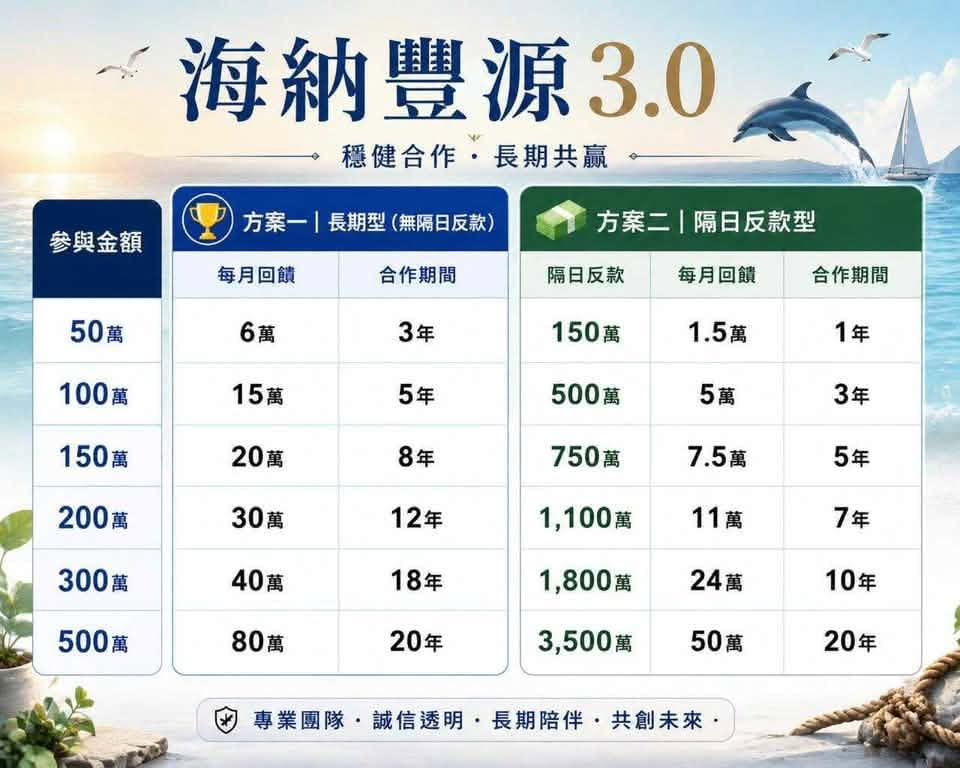 海納豐源3.0
穩健合作·長期共贏
參與金額 方案一｜長期型(無隔日反款) 方案二｜隔日反款型
每月回饋 合作期間 隔日反款 每月回饋 合作期間
50萬 6萬 3年 150萬 1.5萬 1年
100萬 15萬 5年 500萬 5萬 3年
150萬 20萬 8年 750萬 7.5萬 5年
200萬 30萬 12年 1,100萬 11萬 7年
300萬 40萬 18年 1,800萬 24萬 10年
500萬 80萬 20年 3,500萬 50萬 20年
專業團隊·誠信透明·長期陪伴·共創未來·